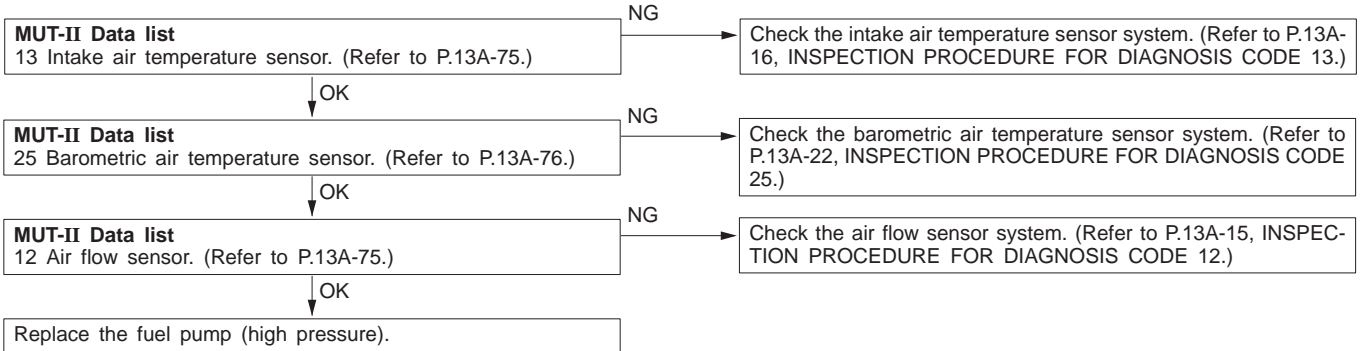 MUT-II Data list
13 Intake air temperature sensor. (Refer to P.13A-75.)
NG
Check the intake air temperature sensor system. (Refer to P.13A-
16, INSPECTION PROCEDURE FOR DIAGNOSIS CODE 13.)
OK
MUT-II Data list
25 Barometric air temperature sensor. (Refer to P.13A-76.)
NG
Check the barometric air temperature sensor system. (Refer to
P.13A-22, INSPECTION PROCEDURE FOR DIAGNOSIS CODE
25.)
OK
MUT-II Data list
12 Air flow sensor. (Refer to P.13A-75.)
NG
Check the air flow sensor system. (Refer to P.13A-15, INSPEC-
TION PROCEDURE FOR DIAGNOSIS CODE 12.)
OK
Replace the fuel pump (high pressure).